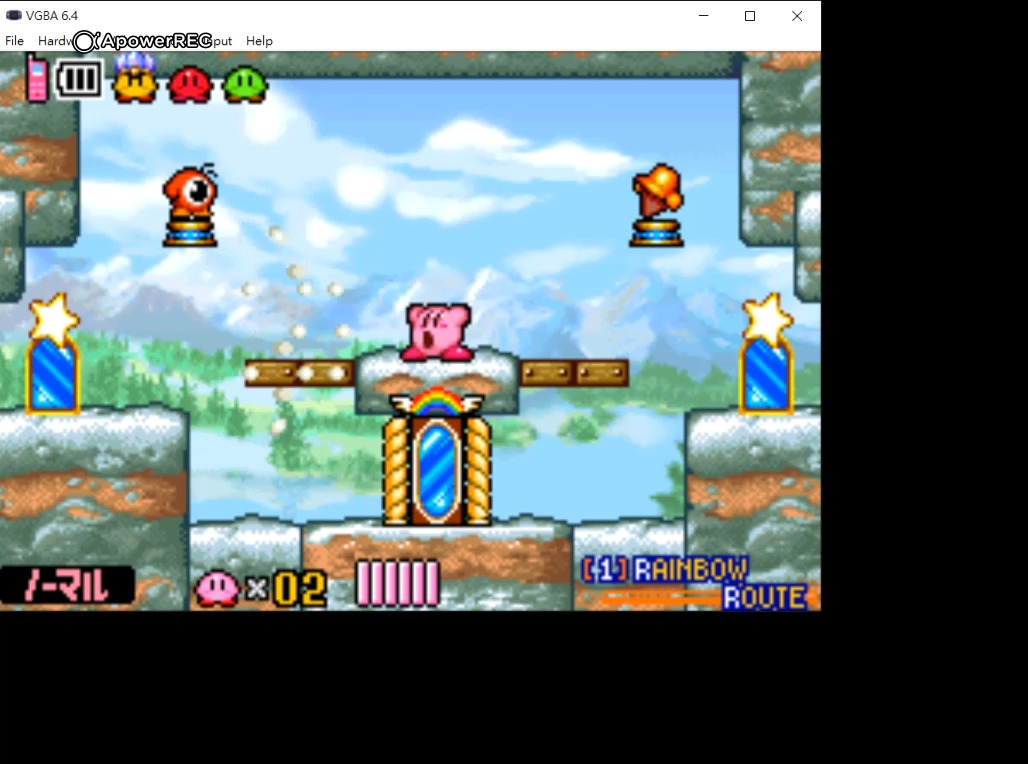 VGBA 6.4
File Hardw ApowerREC put Help
ノーマル
×02
[1] RAINBOW
ROUTE